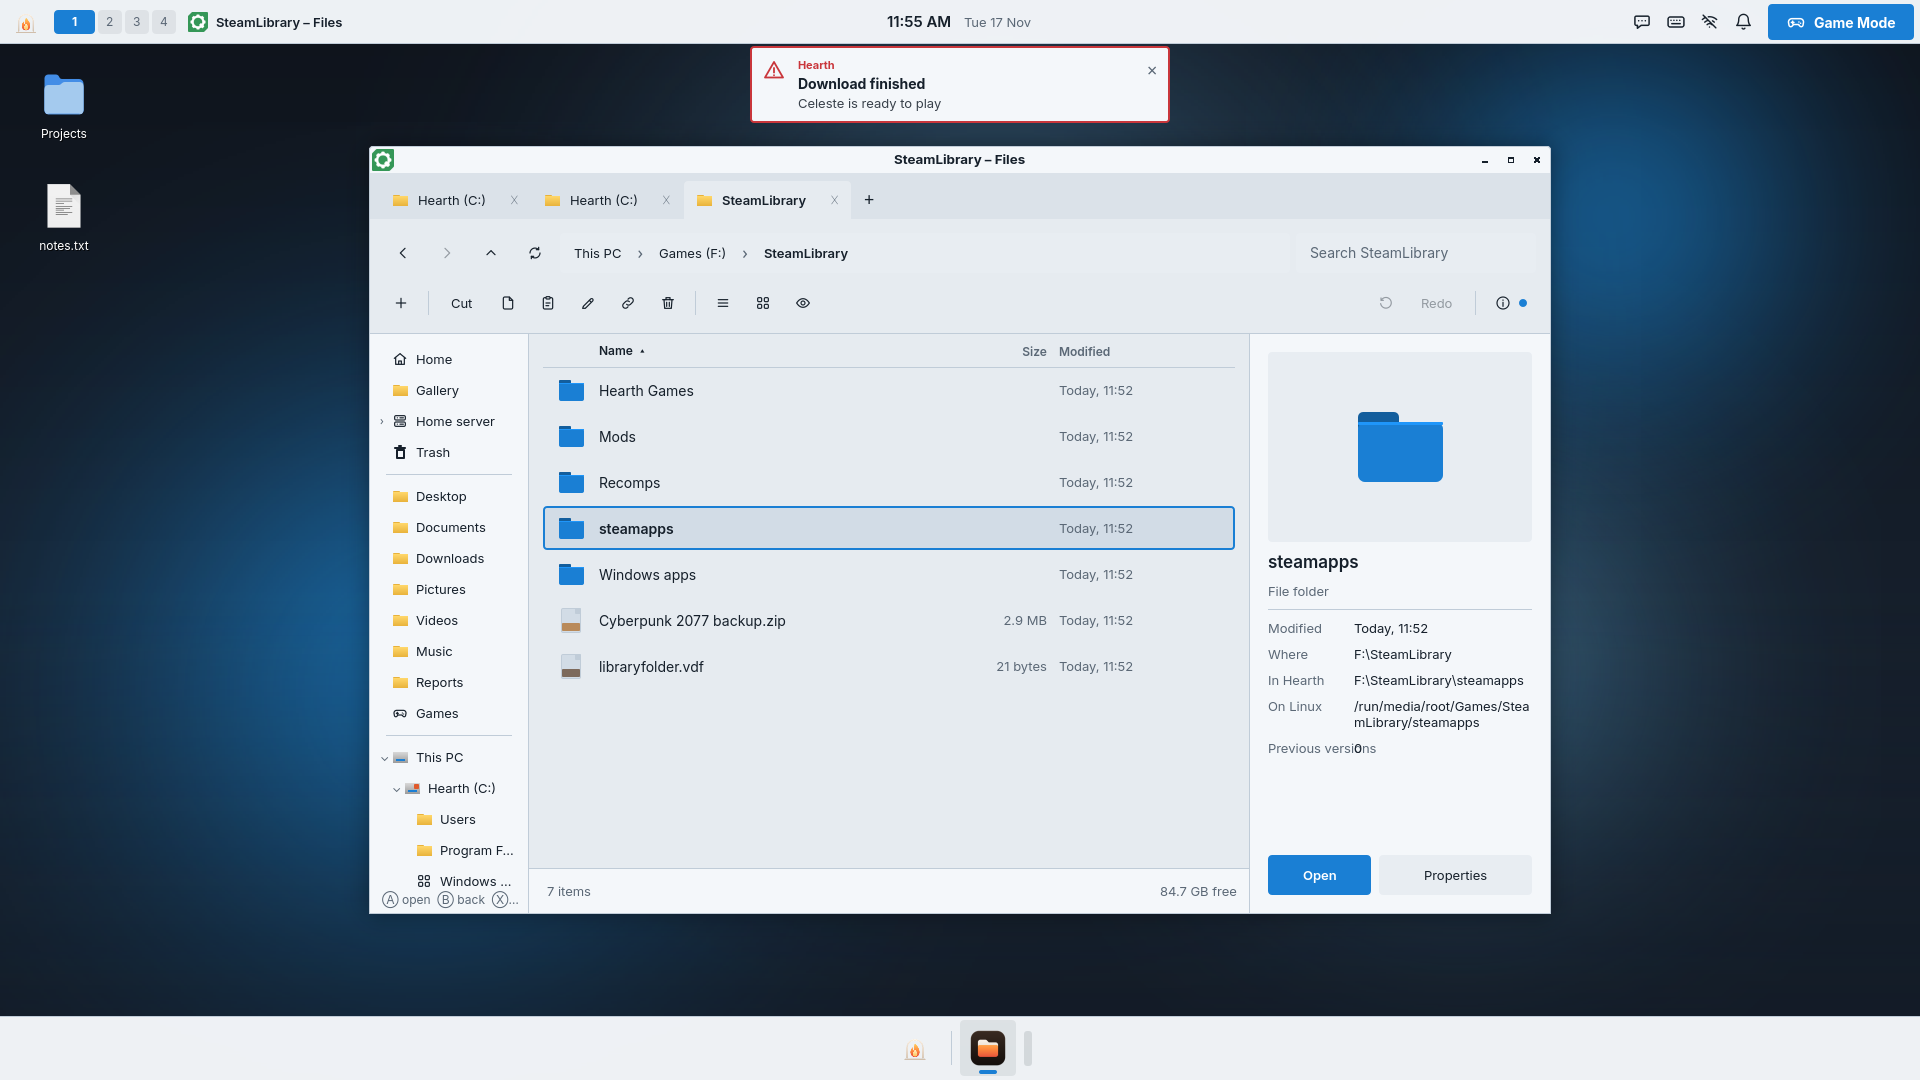 1 2 3 4 SteamLibrary – Files 11:55 AM Tue 17 Nov Game Mode
Hearth
Download finished
Celeste is ready to play
Projects
notes.txt
SteamLibrary – Files
Hearth (C:) Hearth (C:) SteamLibrary
This PC › Games (F:) › SteamLibrary Search SteamLibrary
Cut Redo
Home
Gallery
Home server
Trash
Desktop
Documents
Downloads
Pictures
Videos
Music
Reports
Games
This PC
Hearth (C:)
Users
Program F...
Windows ...
A open B back X...
Name Size Modified
Hearth Games Today, 11:52
Mods Today, 11:52
Recomps Today, 11:52
steamapps Today, 11:52
Windows apps Today, 11:52
Cyberpunk 2077 backup.zip 2.9 MB Today, 11:52
libraryfolder.vdf 21 bytes Today, 11:52
7 items 84.7 GB free
steamapps
File folder
Modified Today, 11:52
Where F:\SteamLibrary
In Hearth F:\SteamLibrary\steamapps
On Linux /run/media/root/Games/Stea
mLibrary/steamapps
Previous versions 0
Open Properties